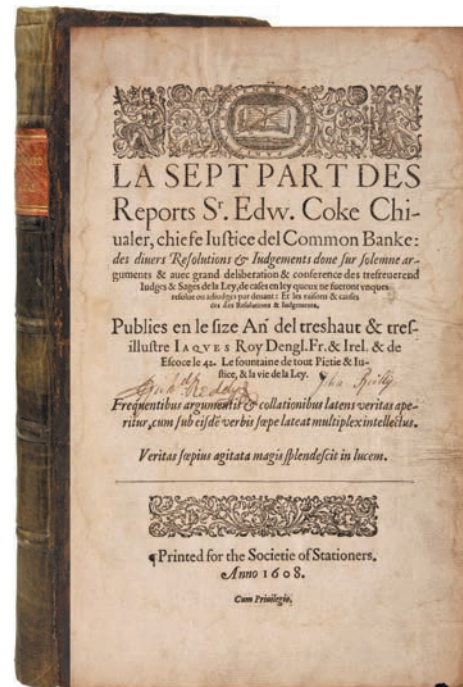 LA SEPT PART DES
Reports Sʳ. Edw. Coke Chi-
ualer, chiefe Iuſtice del Common Banke:
des diuers Reſolutions & Iudgements done ſur ſolemne ar-
guments & auec grand deliberation & conference des treſreuerend
Iudges & Sages de la Ley, de caſes en ley queux ne fueront vnques
reſolue ou adiudges par deuant: Et les raiſons & cauſes
des dits Reſolutions & Iudgements.
Publies en le ſize Anᵒ del treshaut & treſ-
illuſtre IAQVES Roy Dengl. Fr. & Irel. & de
Eſcoce le 42. Le fountaine de tout Pietie & Iu-
ſtice, & la vie de la Ley.
Frequentibus argumentis & collationibus latens veritas ape-
ritur, cum ſub eiſdē verbis ſæpe lateat multiplex intellectus.
Veritas ſæpius agitata magis ſplendeſcit in lucem.
¶Printed for the Societie of Stationers.
Anno 1608.
Cum Priuilegio.